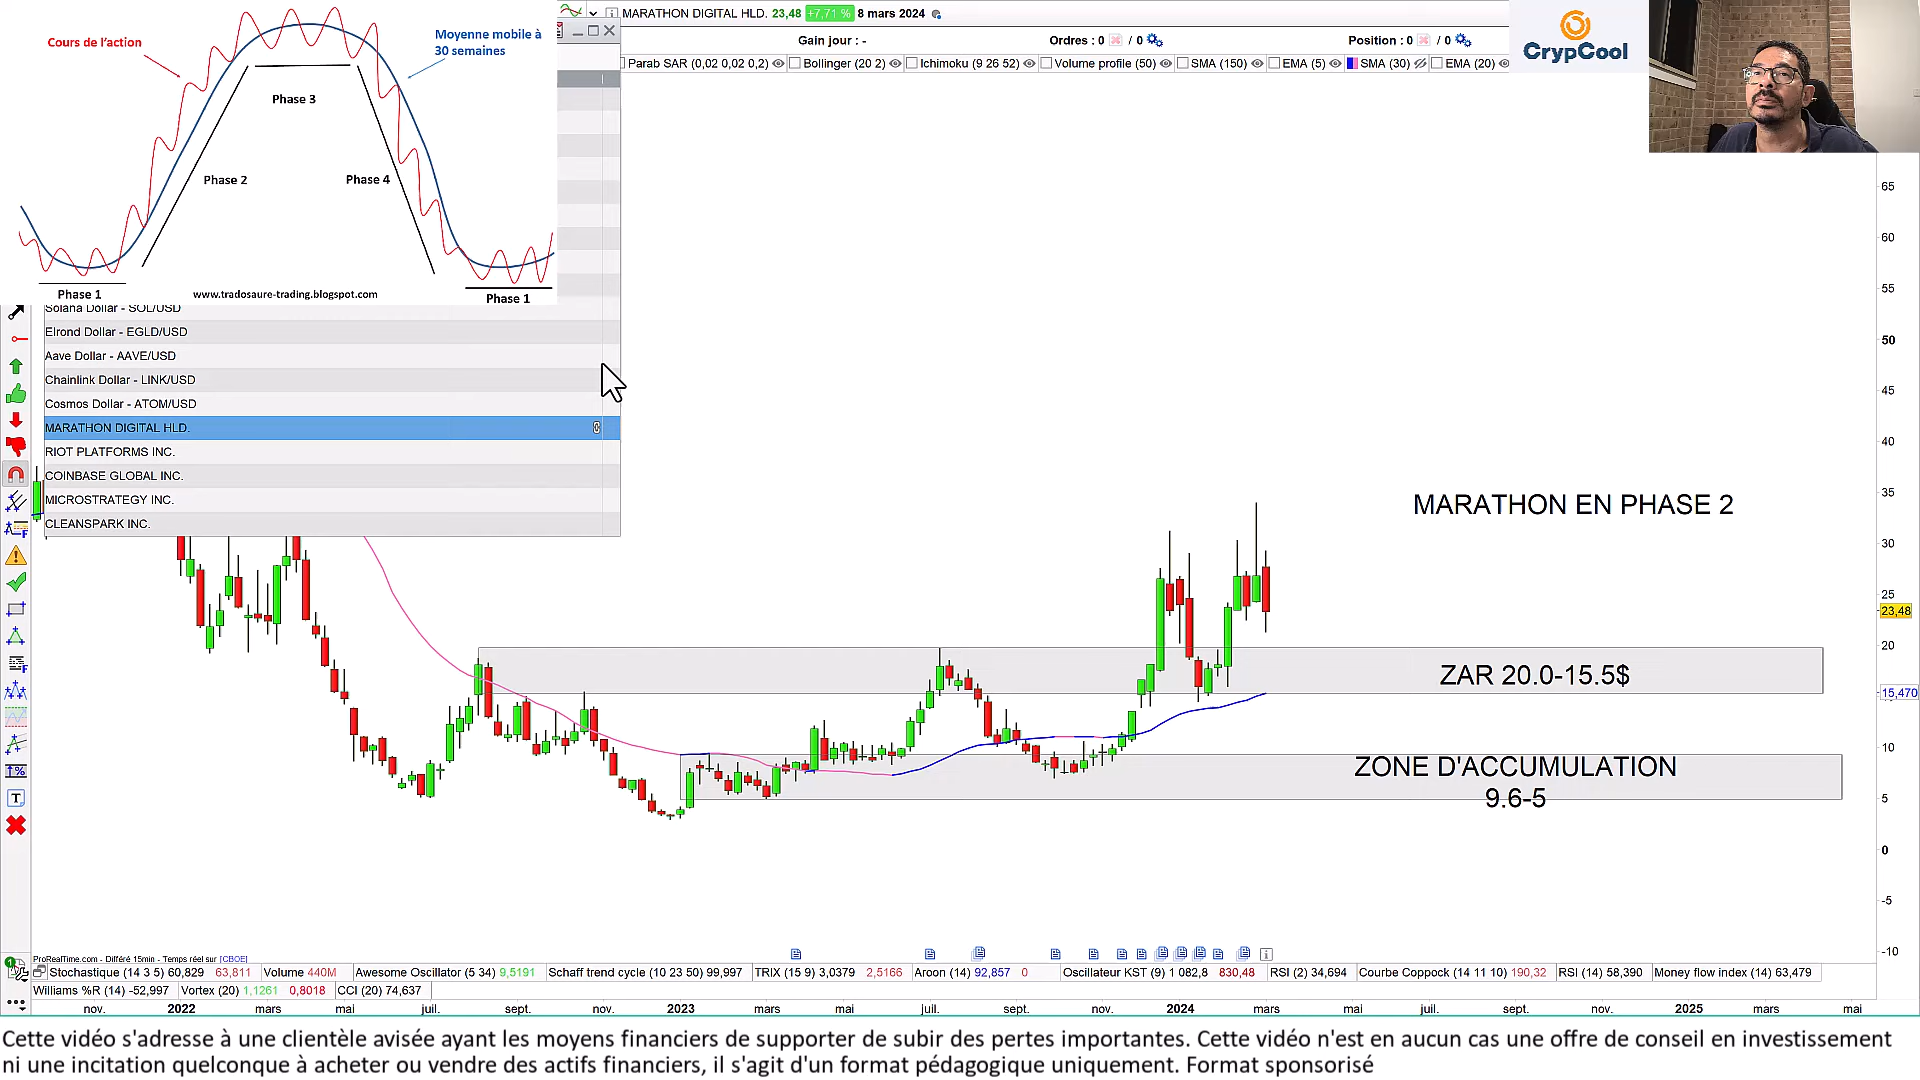 Cours de l'action
Moyenne mobile à
30 semaines
Phase 3
Phase 2
Phase 4
Phase 1
www.tradosaure-trading.blogspot.com
Phase 1
MARATHON DIGITAL HLD. 23,48 +7,71 % 8 mars 2024
Gain jour : -
Ordres : 0 / 0
Position : 0 / 0
Parab SAR (0,02 0,02 0,2)
Bollinger (20 2)
Ichimoku (9 26 52)
Volume profile (50)
SMA (150)
EMA (5)
SMA (30)
EMA (20)
CrypCool
Solana Dollar - SOL/USD
Elrond Dollar - EGLD/USD
Aave Dollar - AAVE/USD
Chainlink Dollar - LINK/USD
Cosmos Dollar - ATOM/USD
MARATHON DIGITAL HLD.
RIOT PLATFORMS INC.
COINBASE GLOBAL INC.
MICROSTRATEGY INC.
CLEANSPARK INC.
65
60
55
50
45
40
35
30
25
23,48
20
15,470
10
5
0
-5
-10
MARATHON EN PHASE 2
ZAR 20.0-15.5$
ZONE D'ACCUMULATION
9.6-5
ProRealTime.com - Différé 15min - Temps réel sur [CBOE]
Stochastique (14 3 5) 60,829 63,811 Volume 440M Awesome Oscillator (5 34) 9,5191 Schaff trend cycle (10 23 50) 99,997 TRIX (15 9) 3,0379 2,5166 Aroon (14) 92,857 0 Oscillateur KST (9) 1 082,8 830,48 RSI (2) 34,694 Courbe Coppock (14 11 10) 190,32 RSI (14) 58,390 Money flow index (14) 63,479
Williams %R (14) -52,997 Vortex (20) 1,1261 0,8018 CCI (20) 74,637
nov. 2022 mars mai juil. sept. nov. 2023 mars mai juil. sept. nov. 2024 mars mai juil. sept. nov. 2025 mars mai
Cette vidéo s'adresse à une clientèle avisée ayant les moyens financiers de supporter de subir des pertes importantes. Cette vidéo n'est en aucun cas une offre de conseil en investissement
ni une incitation quelconque à acheter ou vendre des actifs financiers, il s'agit d'un format pédagogique uniquement. Format sponsorisé